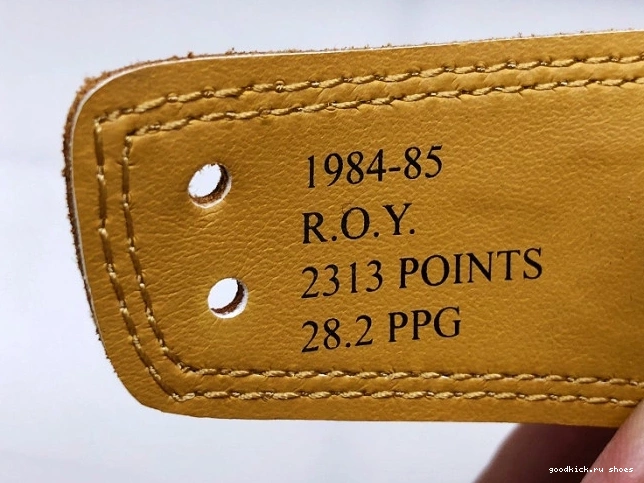 1984-85
R.O.Y.
2313 POINTS
28.2 PPG
goodkick.ru shoes